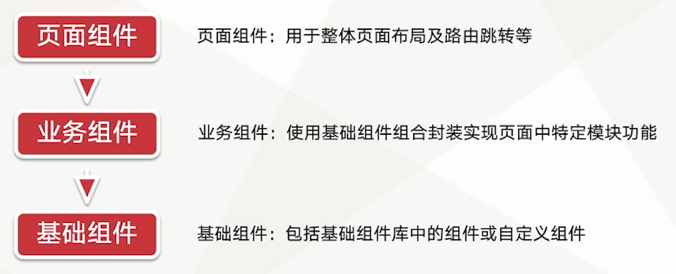 页面组件
页面组件：用于整体页面布局及路由跳转等
业务组件
业务组件：使用基础组件组合封装实现页面中特定模块功能
基础组件
基础组件：包括基础组件库中的组件或自定义组件